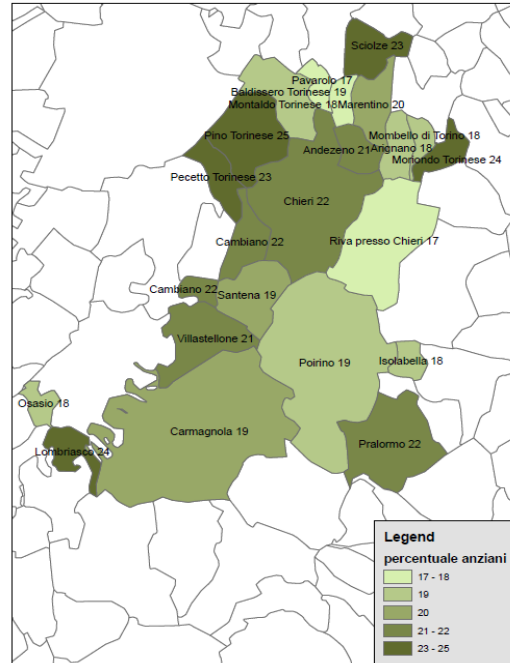 Sciolze 23
Pavarolo 17
Baldissero Torinese 19
Montaldo Torinese 18
Marentino 20
Pino Torinese 25
Andezeno 21
Mombello di Torino 18
Arignano 18
Moriondo Torinese 24
Pecetto Torinese 23
Chieri 22
Cambiano 22
Riva presso Chieri 17
Cambiano 22
Santena 19
Villastellone 21
Poirino 19
Isolabella 18
Osasio 18
Carmagnola 19
Lombriasco 24
Pralormo 22
Legend
percentuale anziani
17 - 18
19
20
21 - 22
23 - 25